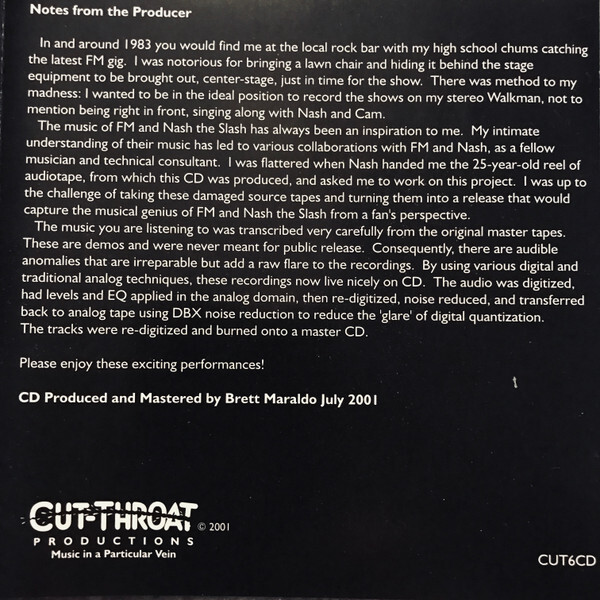 Notes from the Producer
In and around 1983 you would find me at the local rock bar with my high school chums catching
the latest FM gig. I was notorious for bringing a lawn chair and hiding it behind the stage
equipment to be brought out, center-stage, just in time for the show. There was method to my
madness: I wanted to be in the ideal position to record the shows on my stereo Walkman, not to
mention being right in front, singing along with Nash and Cam.
The music of FM and Nash the Slash has always been an inspiration to me. My intimate
understanding of their music has led to various collaborations with FM and Nash, as a fellow
musician and technical consultant. I was flattered when Nash handed me the 25-year-old reel of
audiotape, from which this CD was produced, and asked me to work on this project. I was up to
the challenge of taking these damaged source tapes and turning them into a release that would
capture the musical genius of FM and Nash the Slash from a fan's perspective.
The music you are listening to was transcribed very carefully from the original master tapes.
These are demos and were never meant for public release. Consequently, there are audible
anomalies that are irreparable but add a raw flare to the recordings. By using various digital and
traditional analog techniques, these recordings now live nicely on CD. The audio was digitized,
had levels and EQ applied in the analog domain, then re-digitized, noise reduced, and transferred
back to analog tape using DBX noise reduction to reduce the 'glare' of digital quantization.
The tracks were re-digitized and burned onto a master CD.
Please enjoy these exciting performances!
CD Produced and Mastered by Brett Maraldo July 2001
CUT-THROAT © 2001
PRODUCTIONS
Music in a Particular Vein
CUT6CD